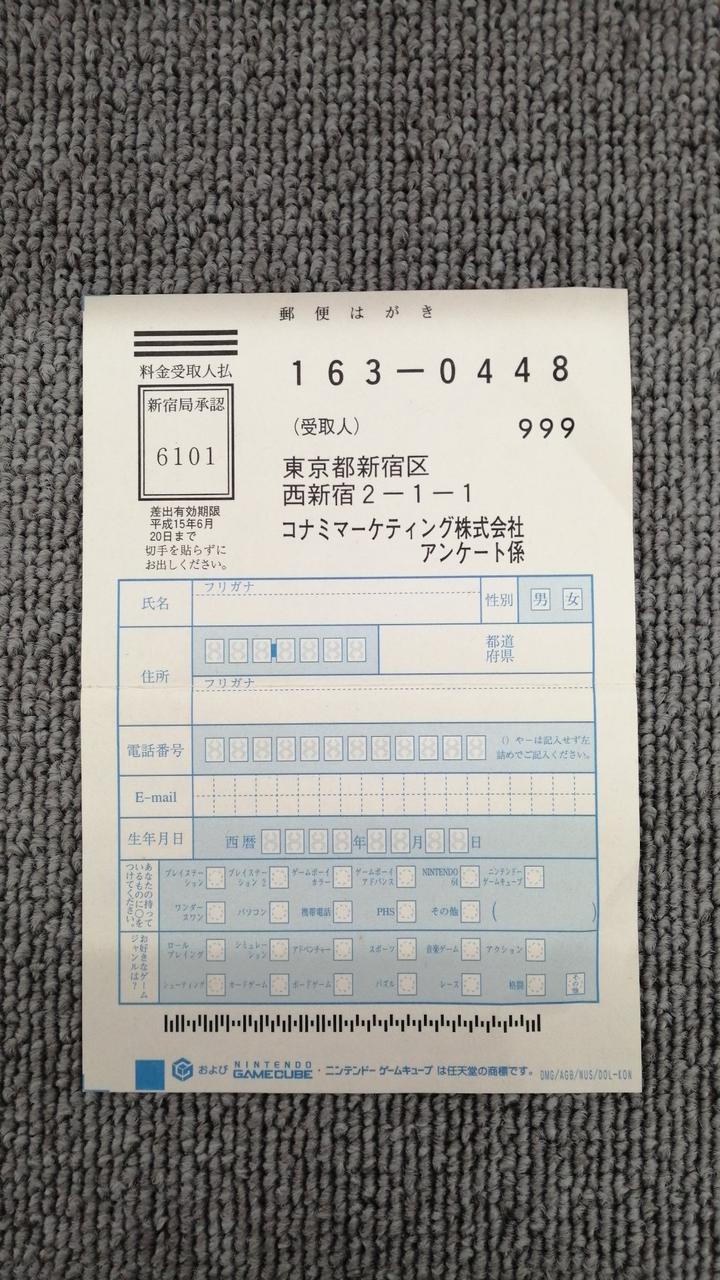 郵便はがき
料金受取人払
新宿局承認
6101
差出有効期限
平成15年6月
20日まで
切手を貼らずに
お出しください。
163－0448
（受取人）
999
東京都新宿区
西新宿2－1－1
コナミマーケティング株式会社
アンケート係
氏名
フリガナ
性別
男 女
住所
都道
府県
フリガナ
電話番号
（）や－は記入せず左
詰めでご記入ください。
E-mail
生年月日
西暦 年 月 日
あなたの持って
いるものに○を
つけてください。
プレイステーション
プレイステーション 2
ゲームボーイカラー
ゲームボーイアドバンス
NINTENDO 64
ニンテンドーゲームキューブ
ワンダースワン
パソコン
携帯電話
PHS
その他
（ ）
お好きなゲーム
ジャンルは？
ロールプレイング
シミュレーション
アドベンチャー
スポーツ
音楽ゲーム
アクション
シューティング
カードゲーム
ボードゲーム
パズル
レース
格闘
その他
および NINTENDO GAMECUBE・ニンテンドー ゲームキューブ は任天堂の商標です。
DMG/AGB/NUS/DOL-KON